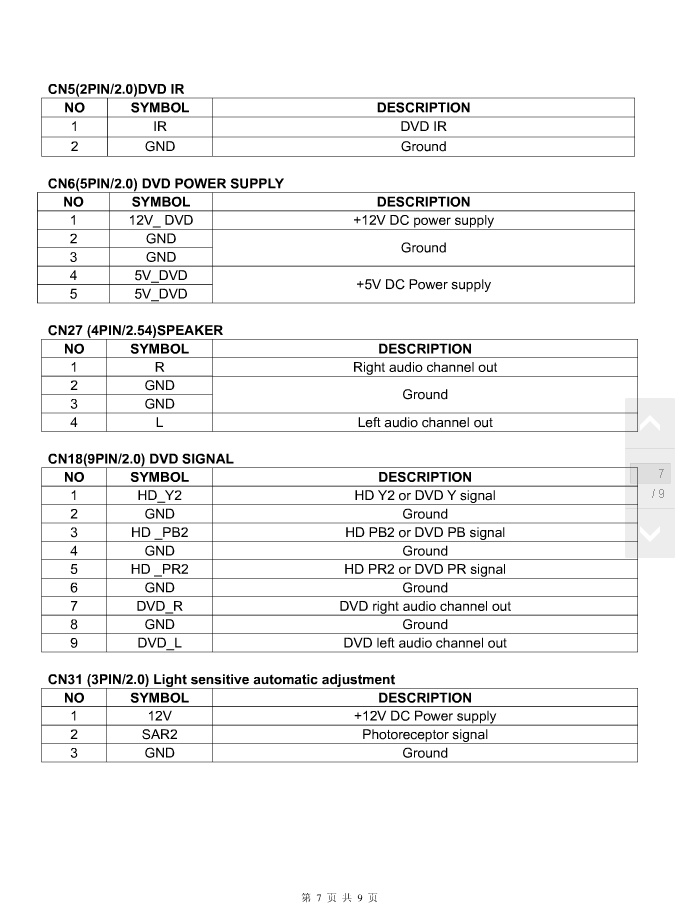 CN5(2PIN/2.0)DVD IR
NO SYMBOL DESCRIPTION
1 IR DVD IR
2 GND Ground
CN6(5PIN/2.0) DVD POWER SUPPLY
NO SYMBOL DESCRIPTION
1 12V_ DVD +12V DC power supply
2 GND Ground
3 GND
4 5V_DVD +5V DC Power supply
5 5V_DVD
CN27 (4PIN/2.54)SPEAKER
NO SYMBOL DESCRIPTION
1 R Right audio channel out
2 GND Ground
3 GND
4 L Left audio channel out
CN18(9PIN/2.0) DVD SIGNAL
NO SYMBOL DESCRIPTION
1 HD_Y2 HD Y2 or DVD Y signal
2 GND Ground
3 HD _PB2 HD PB2 or DVD PB signal
4 GND Ground
5 HD _PR2 HD PR2 or DVD PR signal
6 GND Ground
7 DVD_R DVD right audio channel out
8 GND Ground
9 DVD_L DVD left audio channel out
7
/ 9
CN31 (3PIN/2.0) Light sensitive automatic adjustment
NO SYMBOL DESCRIPTION
1 12V +12V DC Power supply
2 SAR2 Photoreceptor signal
3 GND Ground
第 7 页 共 9 页